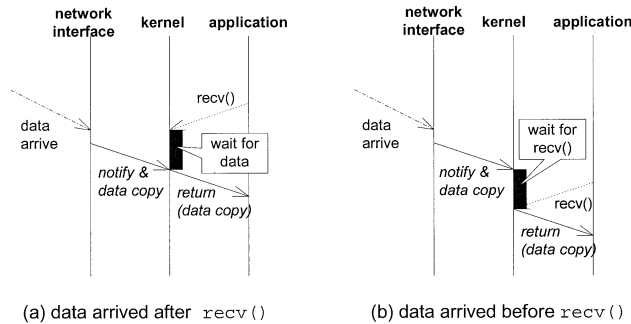 network
interface
kernel
application
recv()
data
arrive
wait for
data
notify &
data copy
return
(data copy)
(a) data arrived after recv()
network
interface
kernel
application
data
arrive
wait for
recv()
notify &
data copy
recv()
return
(data copy)
(b) data arrived before recv()